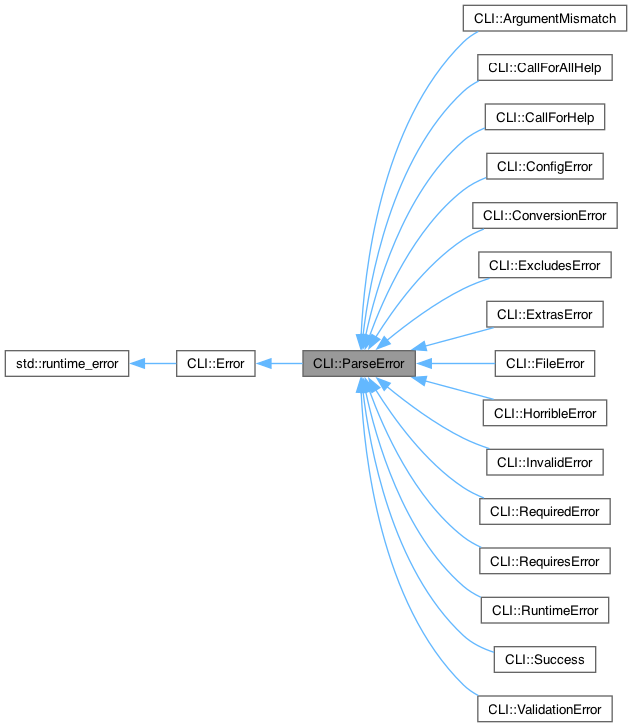 CLI::ArgumentMismatch
CLI::CallForAllHelp
CLI::CallForHelp
CLI::ConfigError
CLI::ConversionError
CLI::ExcludesError
CLI::ExtrasError
std::runtime_error
CLI::Error
CLI::ParseError
CLI::FileError
CLI::HorribleError
CLI::InvalidError
CLI::RequiredError
CLI::RequiresError
CLI::RuntimeError
CLI::Success
CLI::ValidationError